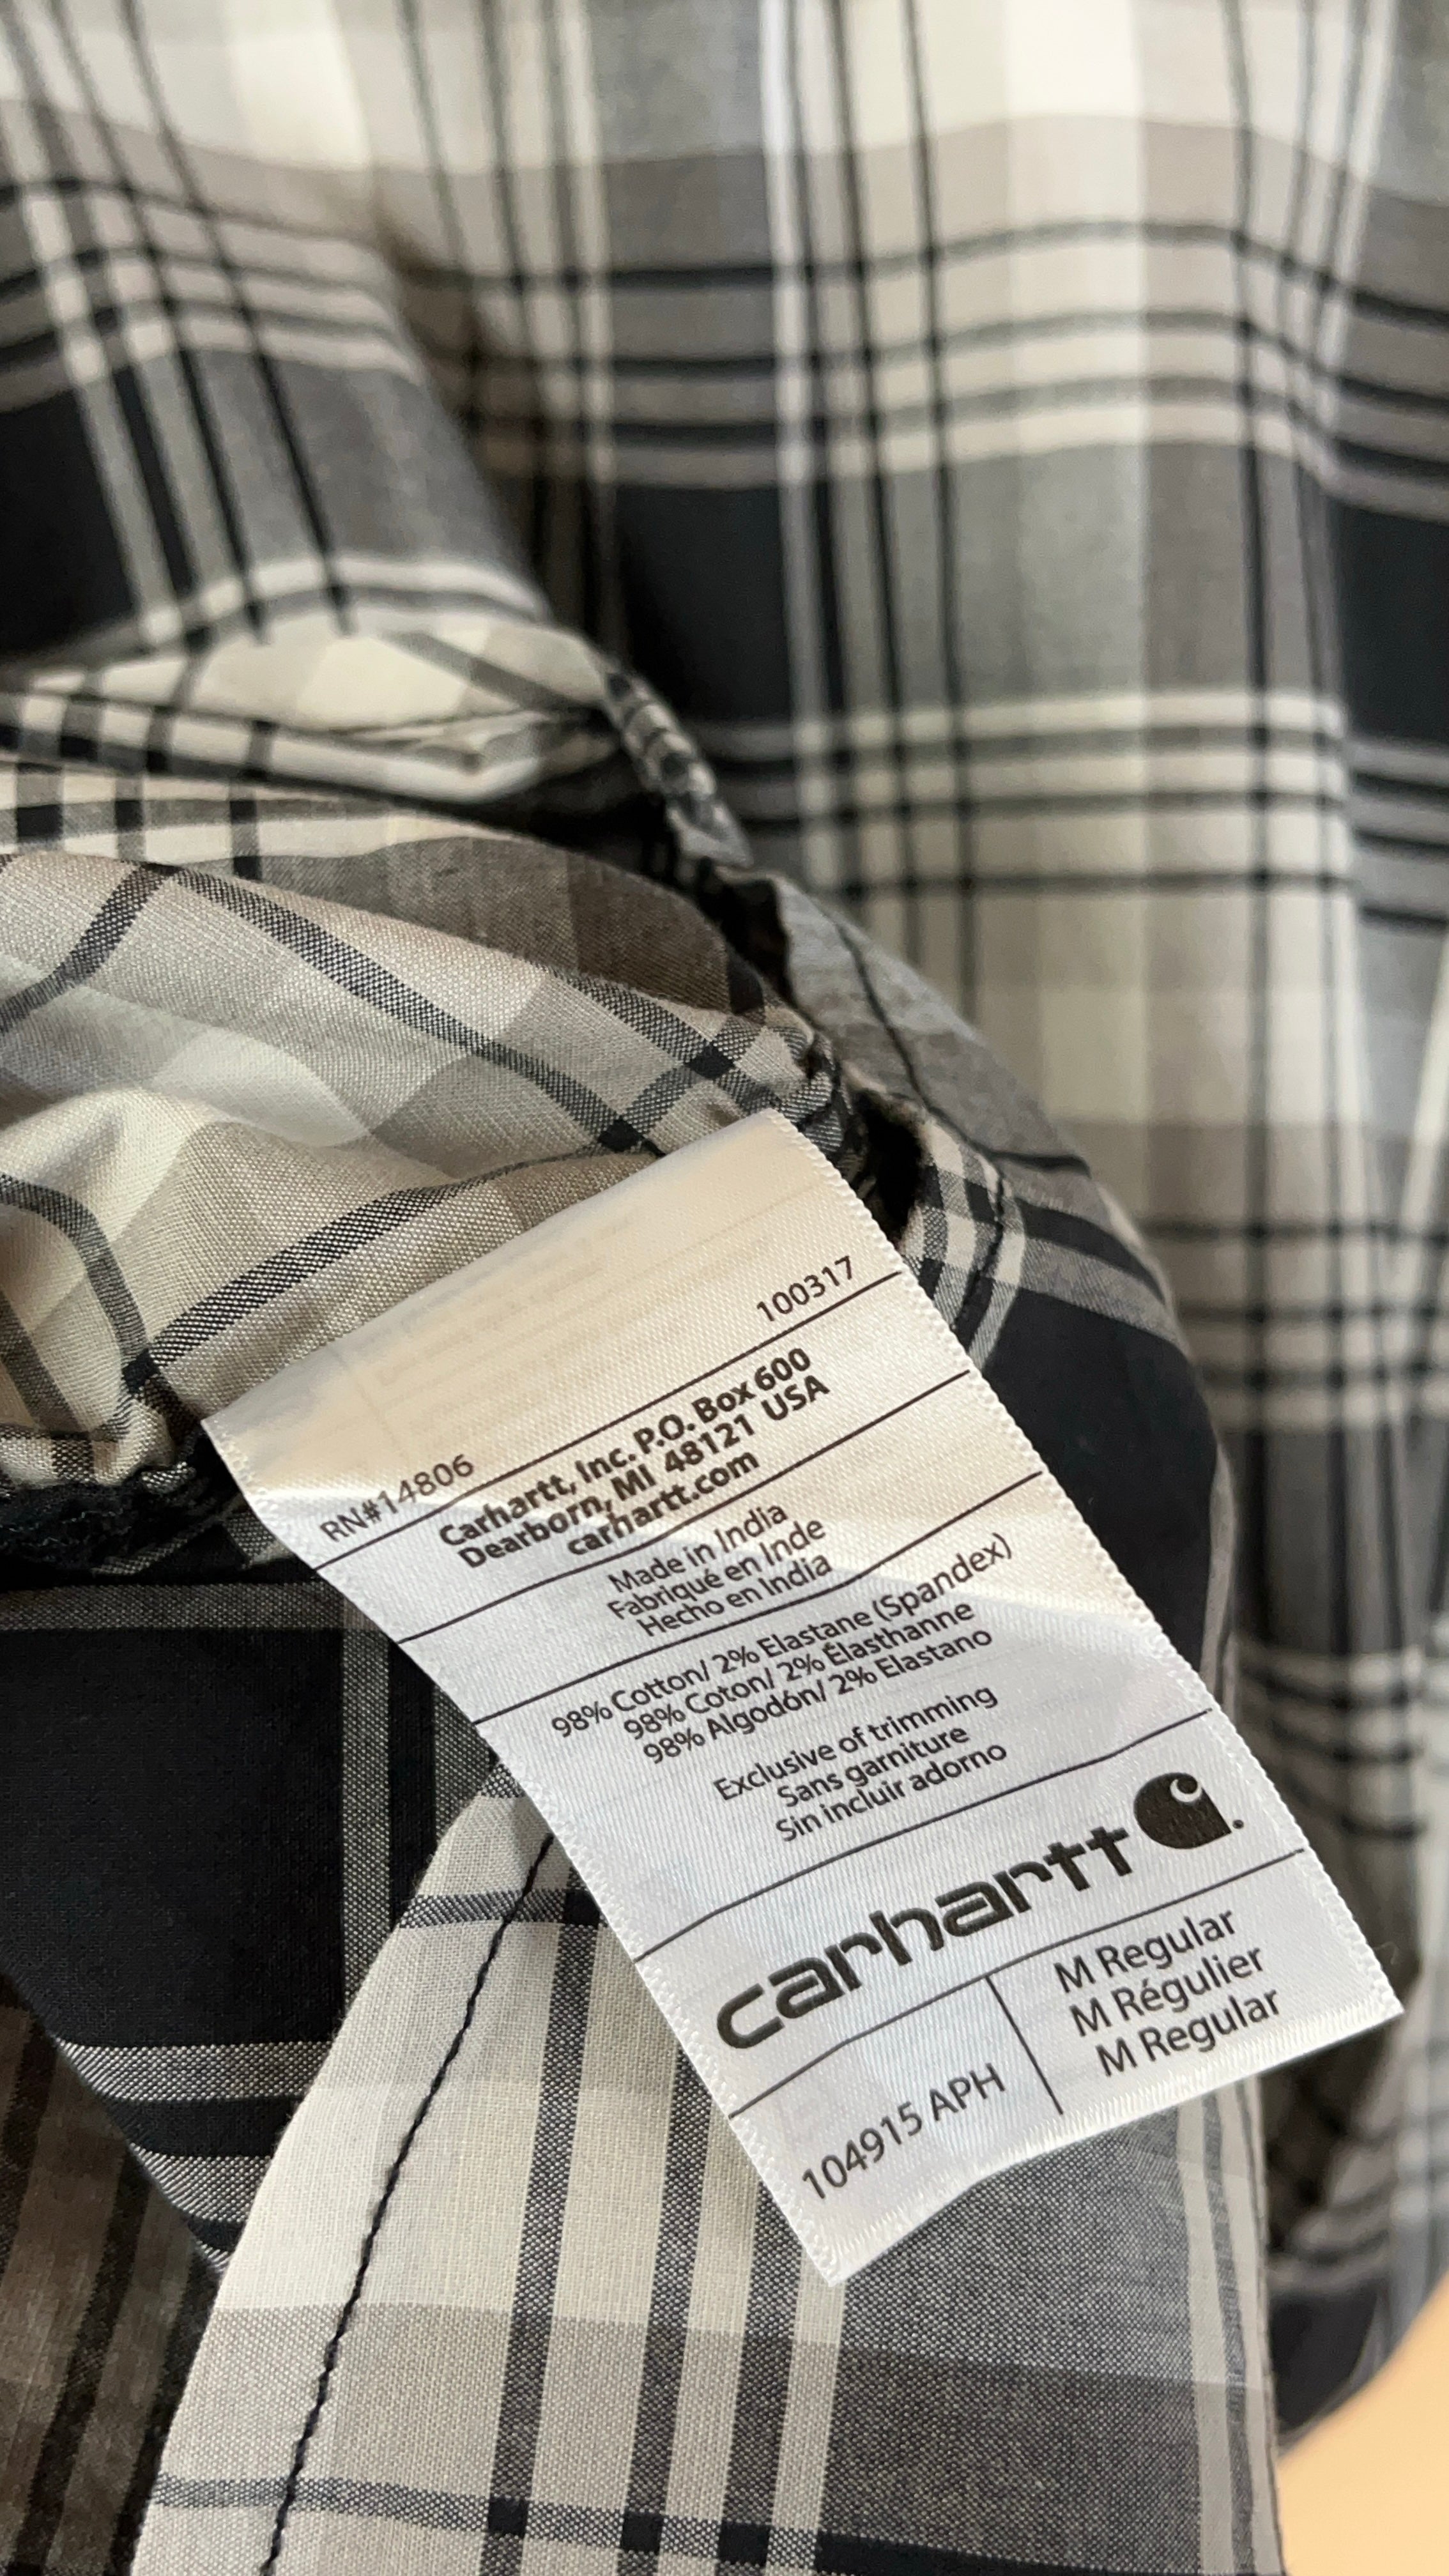 RN#14806 100317
Carhartt, Inc. P.O. Box 600
Dearborn, MI 48121 USA
carhartt.com
Made in India
Fabriqué en Inde
Hecho en India
98% Cotton/ 2% Elastane (Spandex)
98% Coton/ 2% Élasthanne
98% Algodón/ 2% Elastano
Exclusive of trimming
Sans garniture
Sin incluir adorno
carhartt
104915 APH
M Regular
M Régulier
M Regular